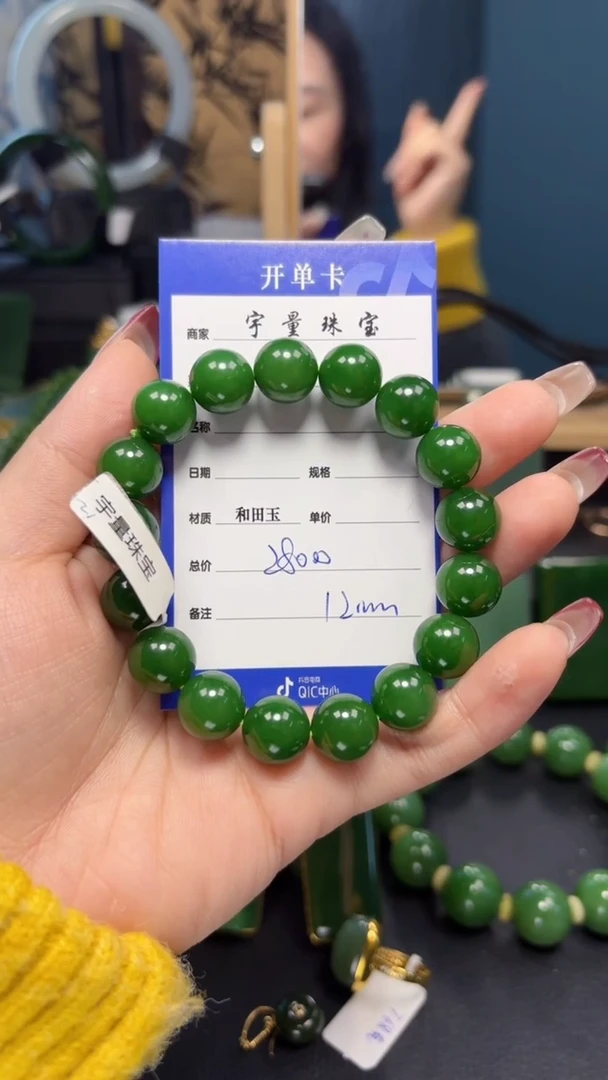 开单卡
商家 宇量珠宝
名称
日期 规格
材质 和田玉 单价
总价 2800
备注 12mm
宇量珠宝
抖音电商
QIC中心